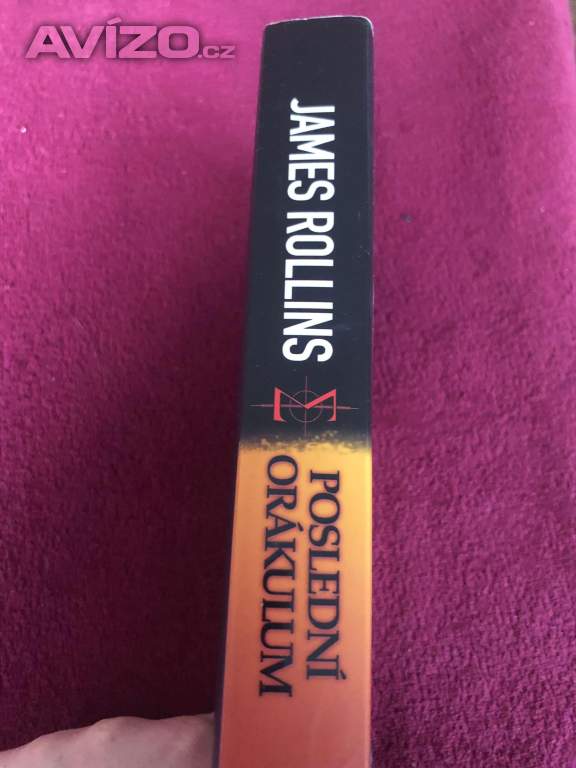 AVÍZO.cz
JAMES ROLLINS
Σ
POSLEDNÍ
ORÁKULUM